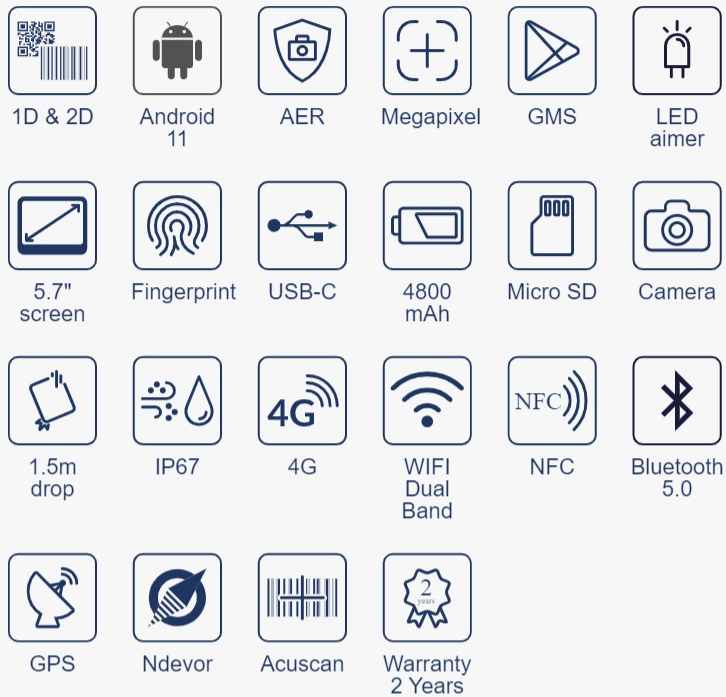 1D & 2D
Android
11
AER
Megapixel
GMS
LED
aimer
5.7"
screen
Fingerprint
USB-C
4800
mAh
Micro SD
Camera
1.5m
drop
IP67
4G
4G
WIFI
Dual
Band
NFC
NFC
Bluetooth
5.0
GPS
Ndevor
Acuscan
2
years
Warranty
2 Years